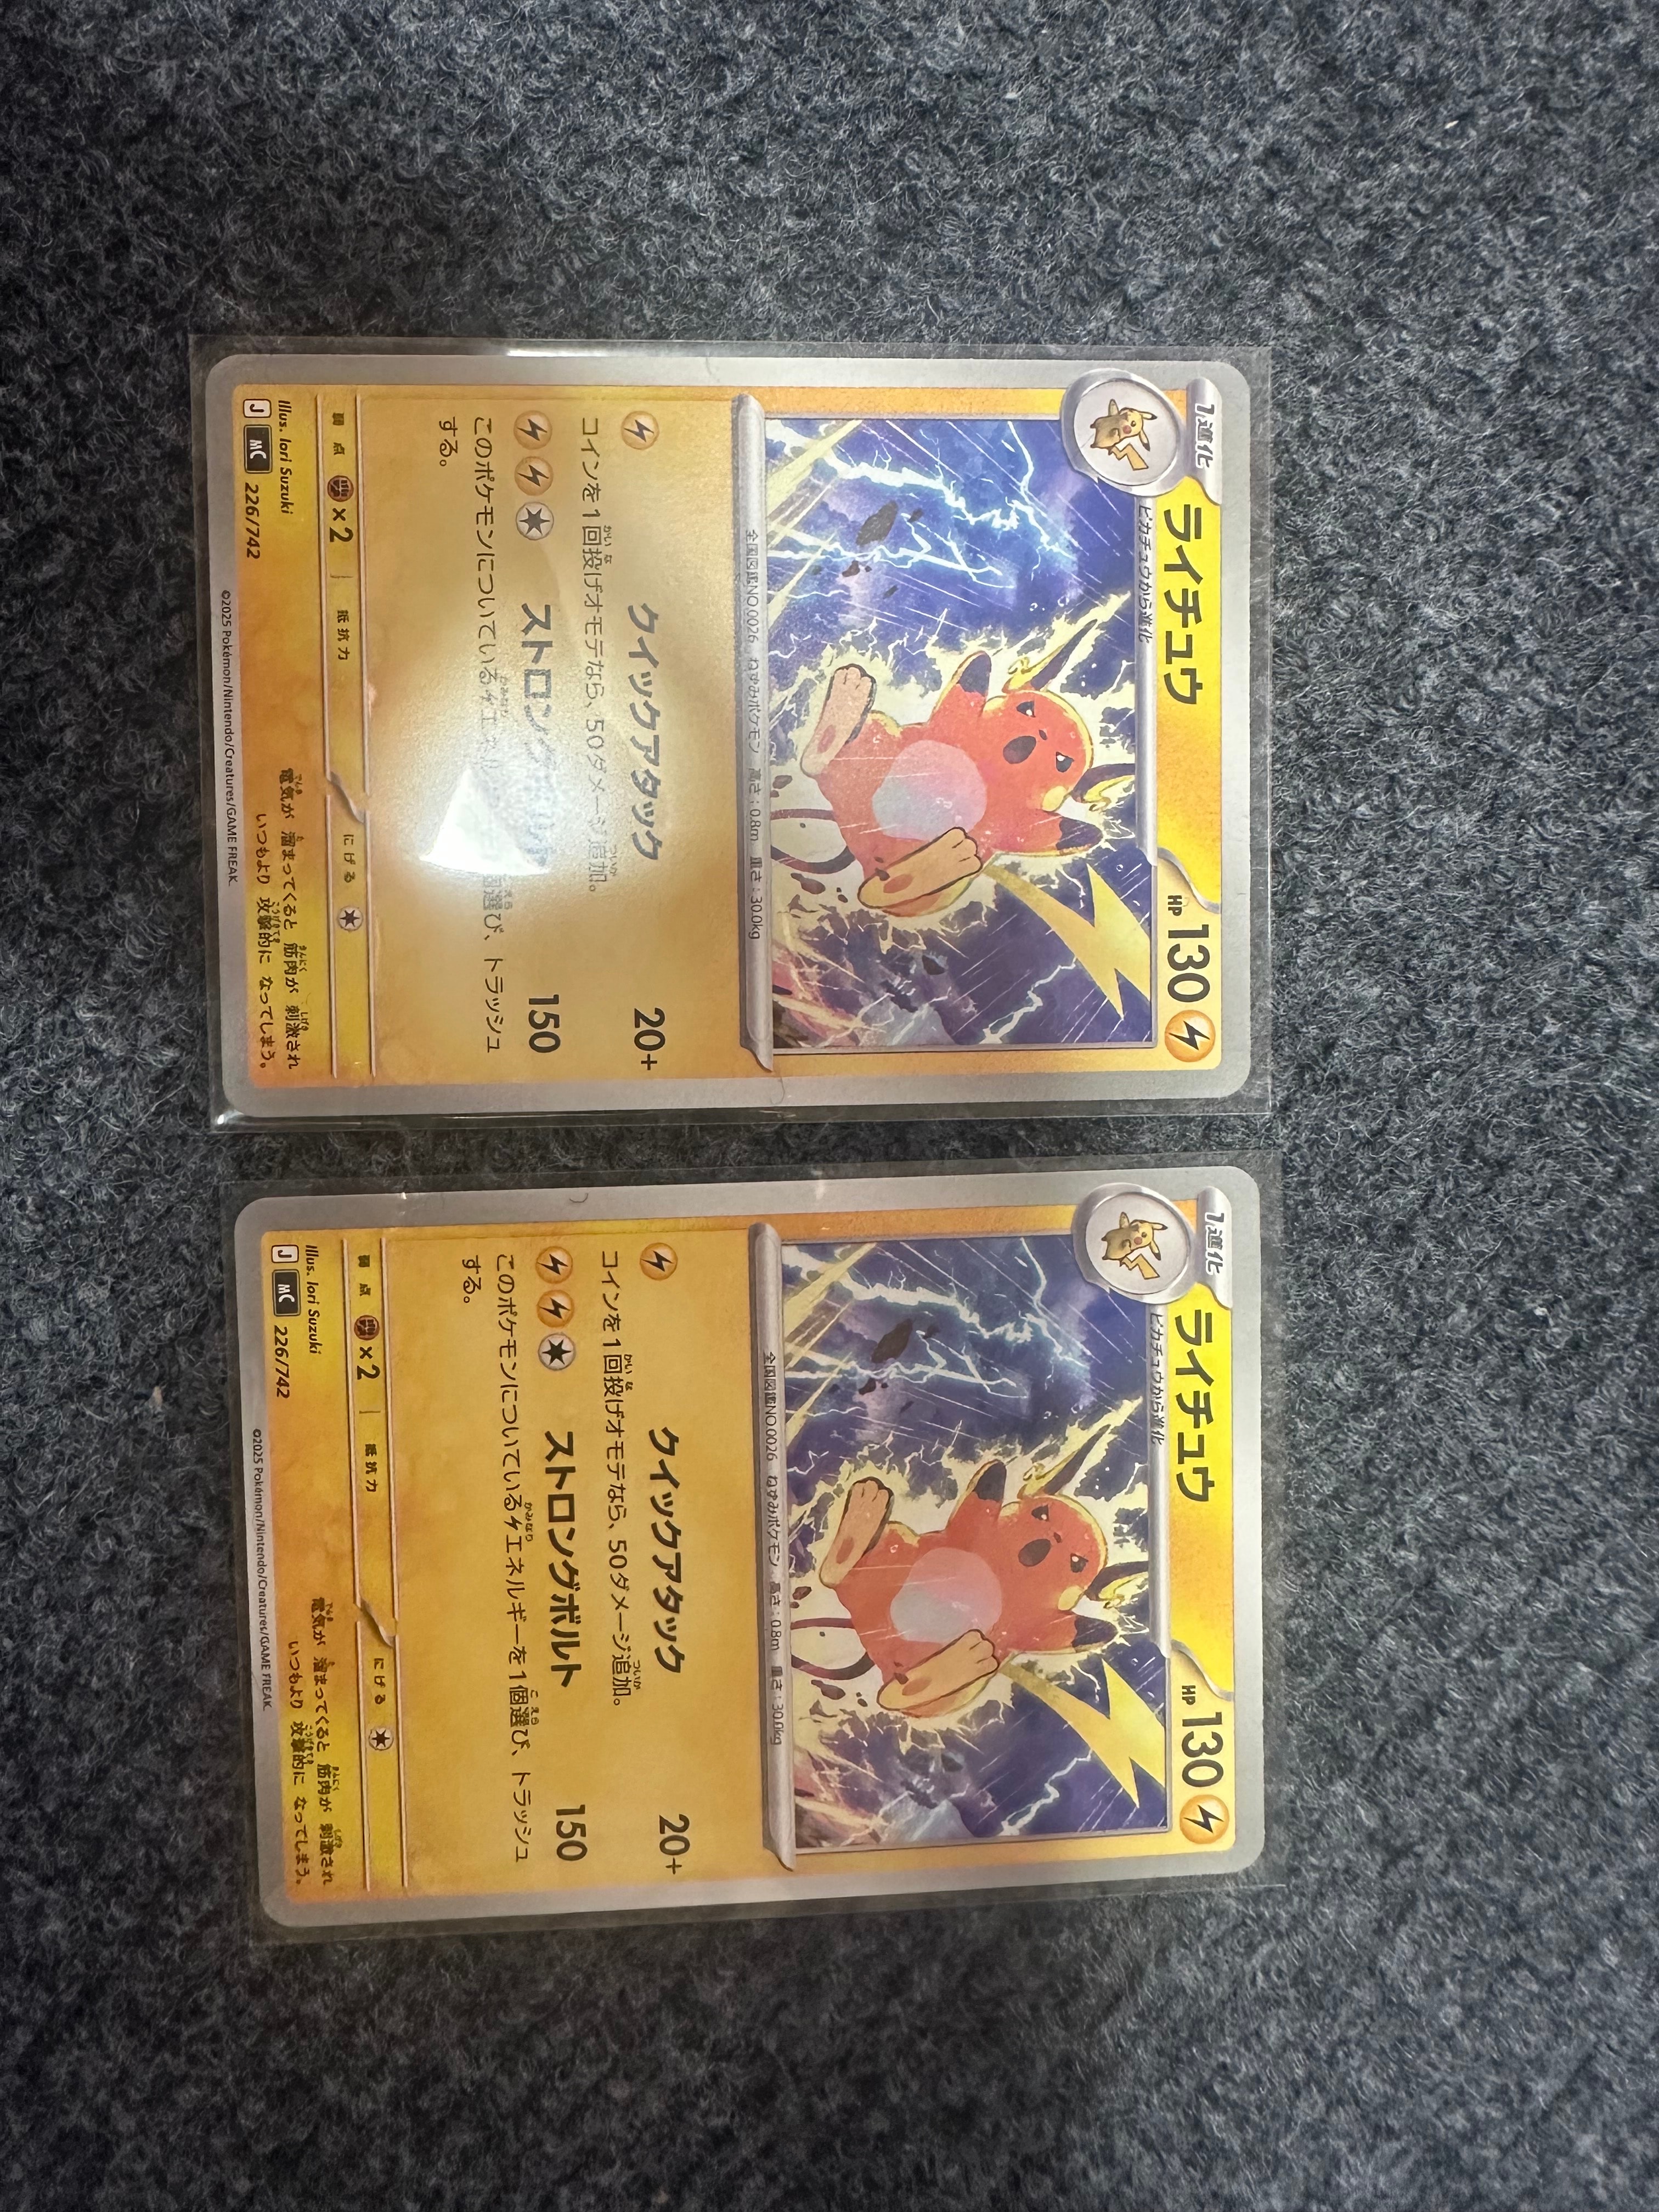 1進化
ライチュウ
HP 130
ピカチュウから進化
全国図鑑NO.0026 ねずみポケモン 高さ：0.8m 重さ：30.0kg
クイックアタック 20+
コインを1回投げオモテなら、50ダメージ追加。
ストロング 150
このポケモンについている 個選び、トラッシュ
する。
弱点 ×2 抵抗力 にげる
Illus. Iori Suzuki
J MC 226/742
電気が 溜まってくると 筋肉が 刺激され
いつもより 攻撃的に なってしまう。
©2025 Pokémon/Nintendo/Creatures/GAME FREAK.
1進化
ライチュウ
HP 130
ピカチュウから進化
全国図鑑NO.0026 ねずみポケモン 高さ：0.8m 重さ：30.0kg
クイックアタック 20+
コインを1回投げオモテなら、50ダメージ追加。
ストロングボルト 150
このポケモンについているエネルギーを1個選び、トラッシュ
する。
弱点 ×2 抵抗力 にげる
Illus. Iori Suzuki
J MC 226/742
電気が 溜まってくると 筋肉が 刺激され
いつもより 攻撃的に なってしまう。
©2025 Pokémon/Nintendo/Creatures/GAME FREAK.